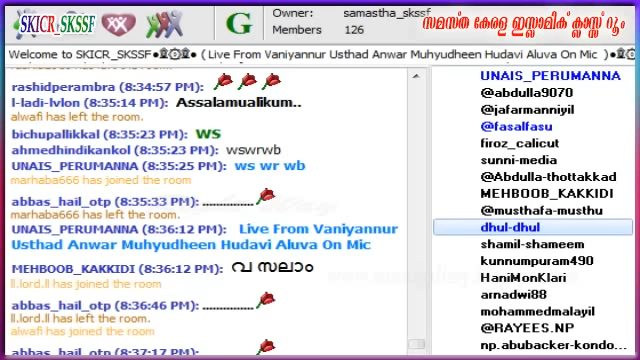 SKICR_SKSSF
G
Owner: samastha_skssf
Members 126
സമസ്ത കേരള ഇസ്ലാമിക് ക്ലാസ്സ് റൂം
Welcome to SKICR_SKSSF ( Live From Vaniyannur Usthad Anwar Muhyudheen Hudavi Aluva On Mic )
marhaba666 has left the room.
rashidperambra (8:34:57 PM):
l-ladi-lvlon (8:35:14 PM): Assalamualikum..
alwafi has left the room.
bichupallikkal (8:35:23 PM): ws
ahmedhindikankol (8:35:23 PM): wswrwb
UNAIS_PERUMANNA (8:35:25 PM): ws wr wb
marhaba666 has joined the room
abbas_hail_otp (8:35:33 PM): ...............
marhaba666 has left the room.
UNAIS_PERUMANNA (8:36:12 PM): Live From Vaniyannur
Usthad Anwar Muhyudheen Hudavi Aluva On Mic
MEHBOOB_KAKKIDI (8:36:12 PM): വ സലാം
ll.lord.ll has joined the room
abbas_hail_otp (8:36:46 PM): ...............
ll.lord.ll has left the room.
alwafi has joined the room
abbas_hail_otp (8:37:17 PM): ...............
UNAIS_PERUMANNA
@abdulla9070
@jafarmanniyil
@fasalfasu
firoz_calicut
sunni-media
@Abdulla-thottakkad
MEHBOOB_KAKKIDI
@musthafa-musthu
dhul-dhul
shamil-shameem
kunnumpuram490
HaniMonKlari
arnadwi88
mohammedmalayil
@RAYEES.NP
np.abubacker-kondo...